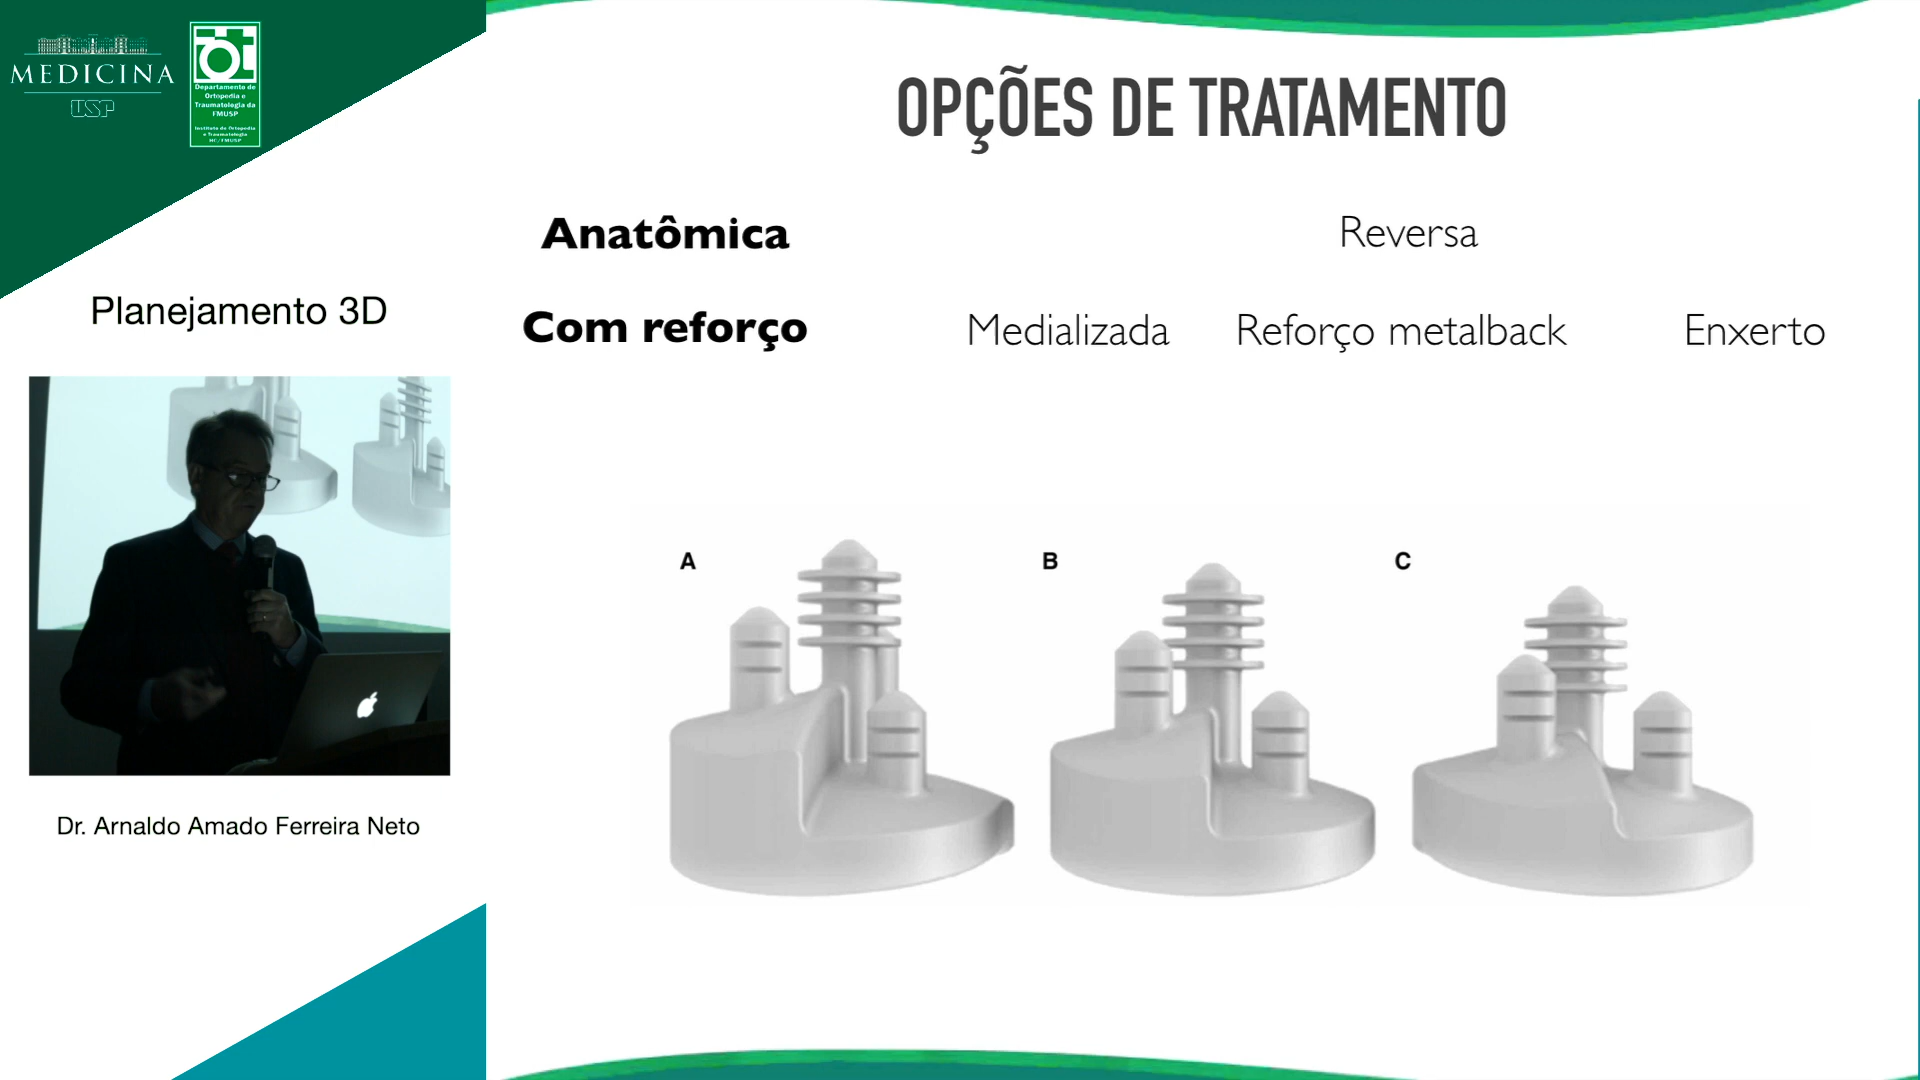 MEDICINA
USP
Departamento de
Ortopedia e
Traumatologia da
FMUSP
Instituto de Ortopedia
e Traumatologia
HC/FMUSP
Planejamento 3D
Dr. Arnaldo Amado Ferreira Neto
OPÇÕES DE TRATAMENTO
Anatômica
Reversa
Com reforço
Medializada
Reforço metalback
Enxerto
A
B
C